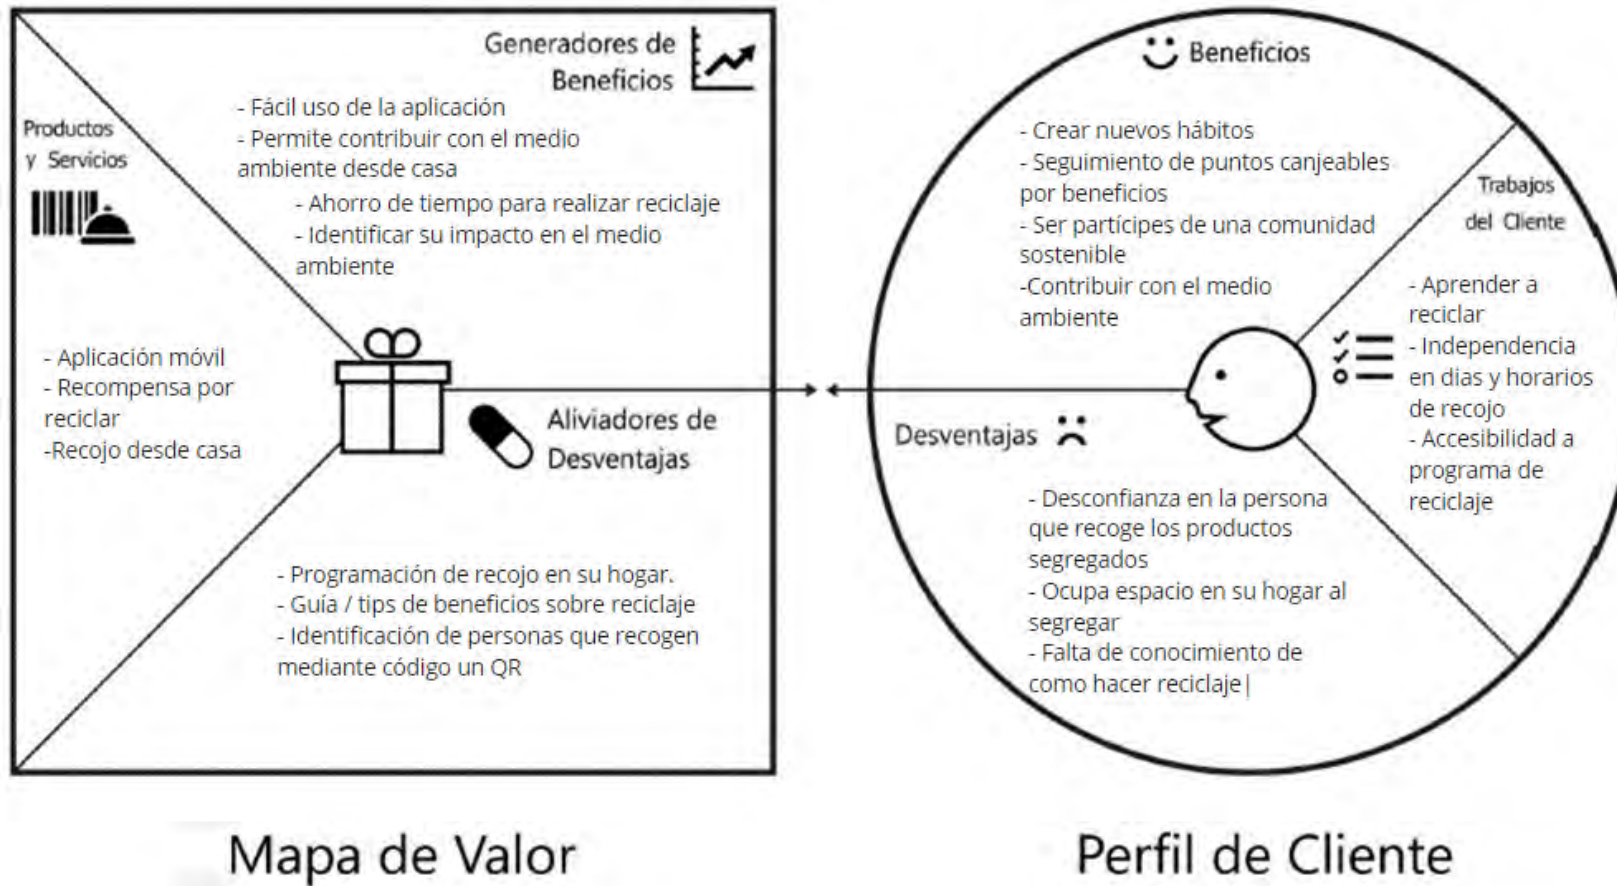 Generadores de
Beneficios
- Fácil uso de la aplicación
- Permite contribuir con el medio
ambiente desde casa
- Ahorro de tiempo para realizar reciclaje
- Identificar su impacto en el medio
ambiente
Productos
y Servicios
- Aplicación móvil
- Recompensa por
reciclar
-Recojo desde casa
Aliviadores de
Desventajas
- Programación de recojo en su hogar.
- Guía / tips de beneficios sobre reciclaje
- Identificación de personas que recogen
mediante código un QR
Mapa de Valor
Beneficios
- Crear nuevos hábitos
- Seguimiento de puntos canjeables
por beneficios
- Ser partícipes de una comunidad
sostenible
-Contribuir con el medio
ambiente
Trabajos
del Cliente
- Aprender a
reciclar
- Independencia
en dias y horarios
de recojo
- Accesibilidad a
programa de
reciclaje
Desventajas
- Desconfianza en la persona
que recoge los productos
segregados
- Ocupa espacio en su hogar al
segregar
- Falta de conocimiento de
como hacer reciclaje|
Perfil de Cliente